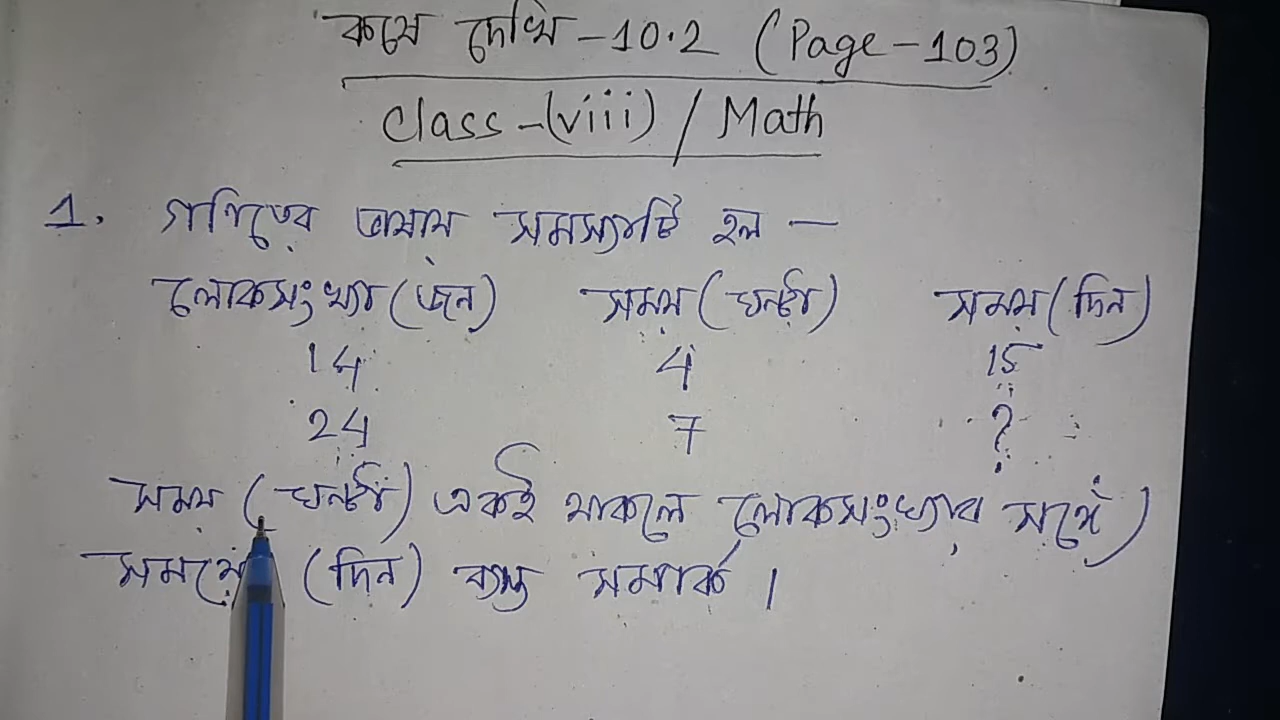 কষে দেখি - 10.2 (Page - 103)
Class - (viii) / Math
1. গণিতের ভাষায় সমস্যাটি হল —
লোকসংখ্যা (জন) সময় (ঘন্টা) সময় (দিন)
14 4 15
24 7 ?
সময় (ঘন্টা) একই থাকলে লোকসংখ্যার সঙ্গে
সময়ের (দিন) ব্যস্ত সম্পর্ক ।